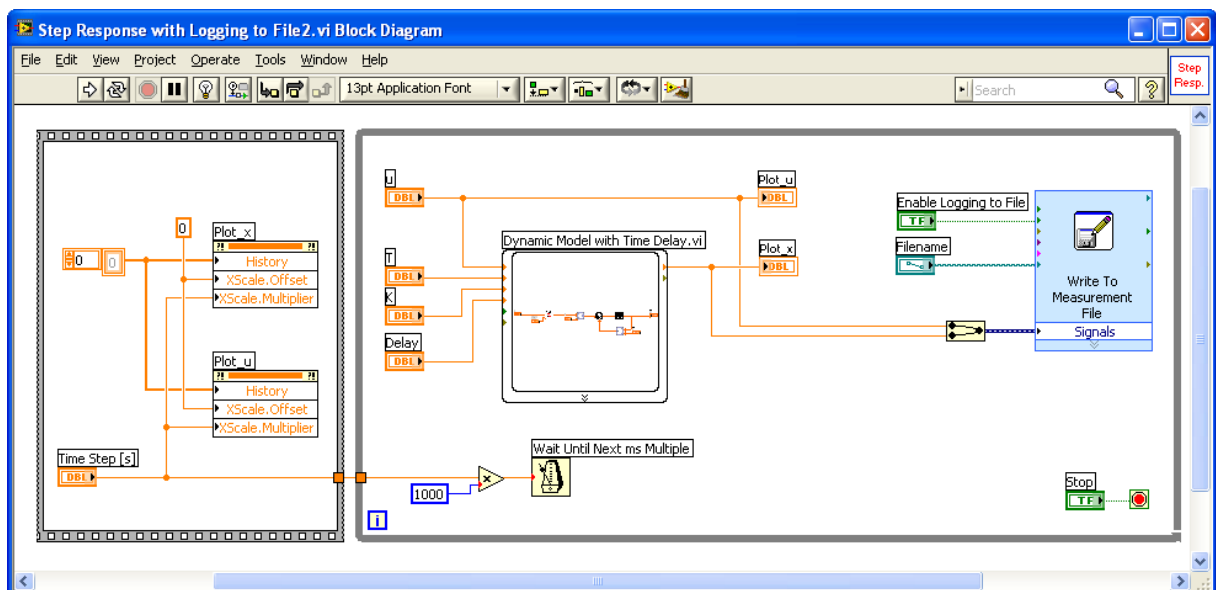 Step Response with Logging to File2.vi Block Diagram
File Edit View Project Operate Tools Window Help
13pt Application Font
Search
?
Step
Resp.
0
0
0
Plot_x
?! ?!
History
XScale.Offset
XScale.Multiplier
Plot_u
?! ?!
History
XScale.Offset
XScale.Multiplier
Time Step [s]
DBL
u
DBL
T
DBL
K
DBL
Delay
DBL
Dynamic Model with Time Delay.vi
Plot_u
DBL
Plot_x
DBL
Enable Logging to File
TF
Filename
Write To
Measurement
File
Signals
Wait Until Next ms Multiple
1000
x
i
Stop
TF